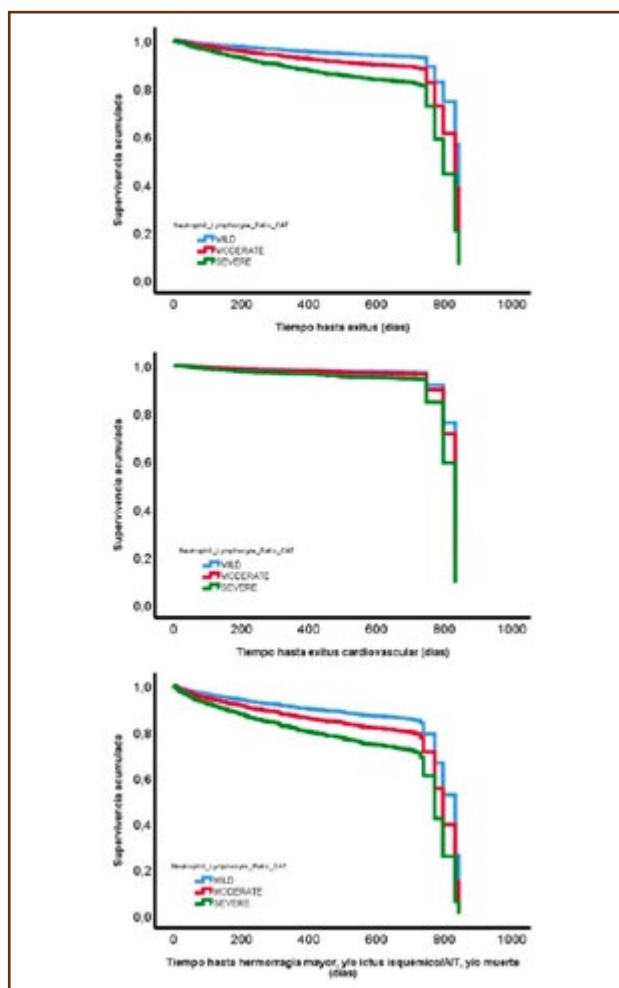 1,0
0,8
0,6
0,4
0,2
0,0
Supervivencia acumulada
Neutrophil_Lymphocyte_Ratio_CAT
MILD
MODERATE
SEVERE
0 200 400 600 800 1000
Tiempo hasta exitus (días)
1,0
0,8
0,6
0,4
0,2
0,0
Supervivencia acumulada
Neutrophil_Lymphocyte_Ratio_CAT
MILD
MODERATE
SEVERE
0 200 400 600 800 1000
Tiempo hasta exitus cardiovascular (días)
1,0
0,8
0,6
0,4
0,2
0,0
Supervivencia acumulada
Neutrophil_Lymphocyte_Ratio_CAT
MILD
MODERATE
SEVERE
0 200 400 600 800 1000
Tiempo hasta hemorragia mayor, y/o ictus isquémico/AIT, y/o muerte
(días)